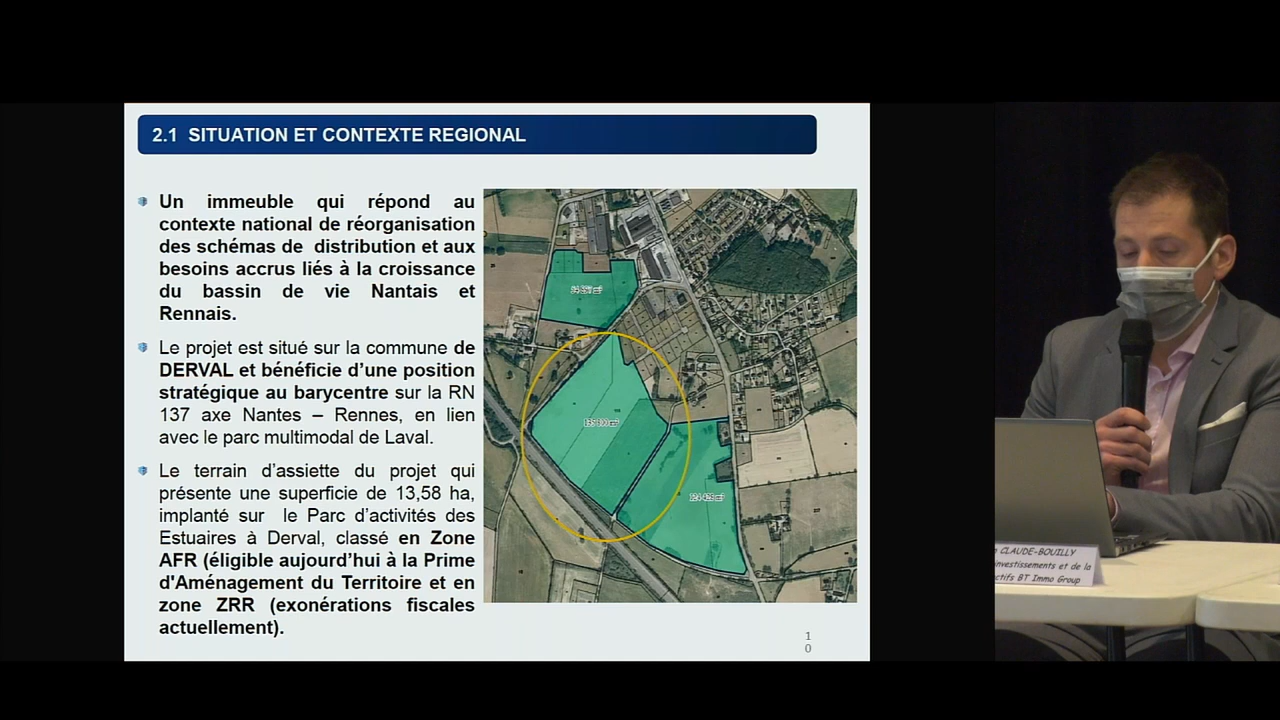 2.1 SITUATION ET CONTEXTE REGIONAL
Un immeuble qui répond au
contexte national de réorganisation
des schémas de distribution et aux
besoins accrus liés à la croissance
du bassin de vie Nantais et
Rennais.
Le projet est situé sur la commune de
DERVAL et bénéficie d’une position
stratégique au barycentre sur la RN
137 axe Nantes – Rennes, en lien
avec le parc multimodal de Laval.
Le terrain d’assiette du projet qui
présente une superficie de 13,58 ha,
implanté sur le Parc d’activités des
Estuaires à Derval, classé en Zone
AFR (éligible aujourd’hui à la Prime
d'Aménagement du Territoire et en
zone ZRR (exonérations fiscales
actuellement).
1
0
CLAUDE-BOUILLY
investissements et de la
ctifs BT Immo Group